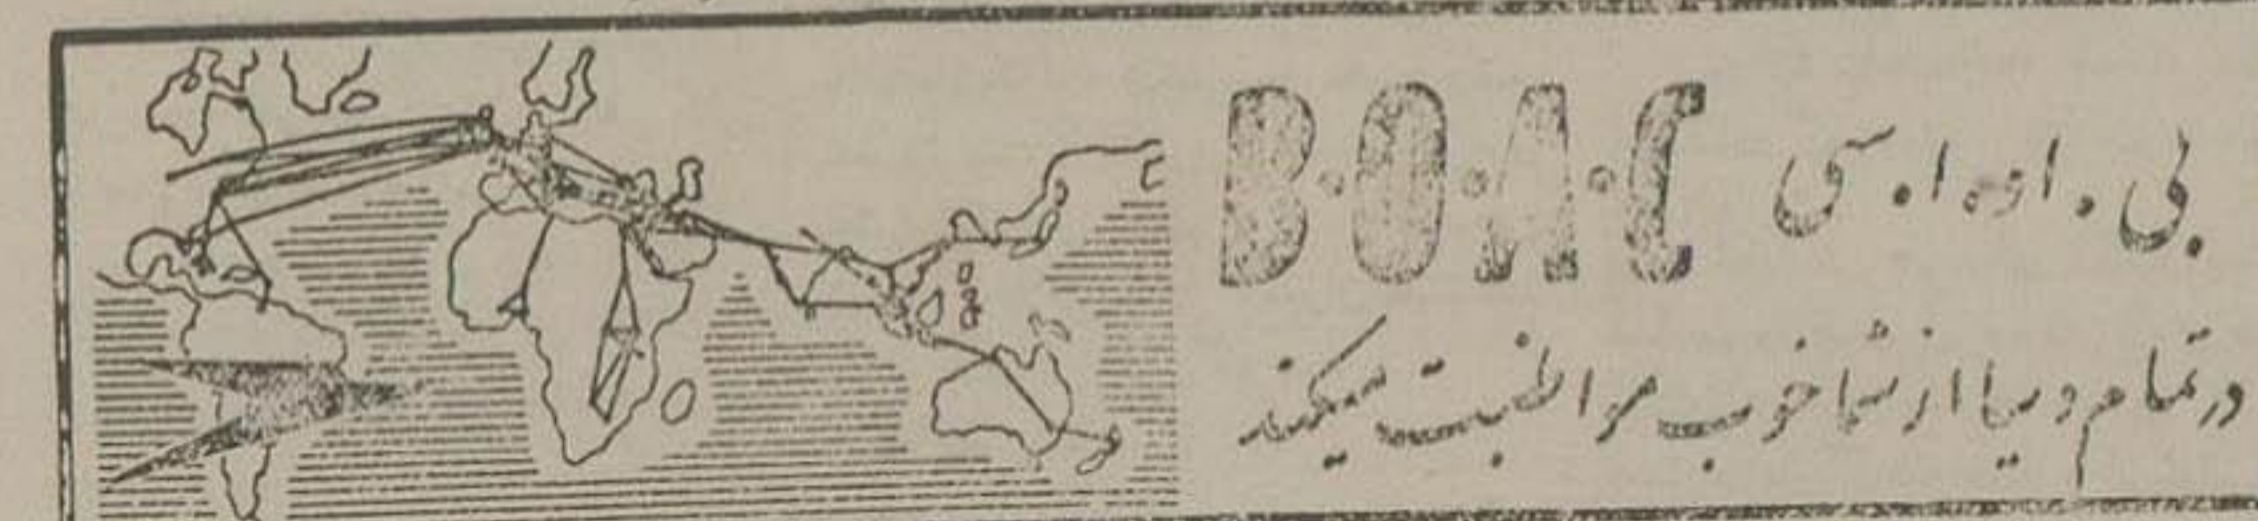 B·O·A·C بی . او . ا . سی
در تمام دنیا از شما خوب مواظبت میکند